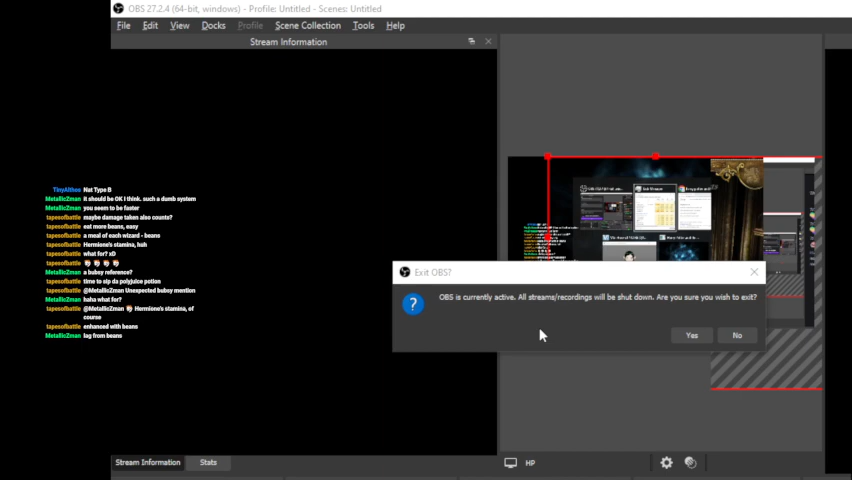 OBS 27.2.4 (64-bit, windows) - Profile: Untitled - Scenes: Untitled
File Edit View Docks Profile Scene Collection Tools Help
Stream Information
TinyAlthoe Nat Type B
MetallicZman it should be OK I think. such a dumb system
MetallicZman you seem to be faster
tapesofbattle maybe damage taken also counts?
tapesofbattle eat more beans, easy
tapesofbattle a meal of each wizard - beans
tapesofbattle Hermione's stamina, huh
MetallicZman what for? xD
tapesofbattle
MetallicZman a bubsy reference?
tapesofbattle time to sip da polyjuice potion
tapesofbattle @MetallicZman Unexpected bubsy mention
MetallicZman haha what for?
tapesofbattle @MetallicZman Hermione's stamina, of
course
tapesofbattle enhanced with beans
MetallicZman lag from beans
Exit OBS?
OBS is currently active. All streams/recordings will be shut down. Are you sure you wish to exit?
Yes No
Stream Information Stats
HP